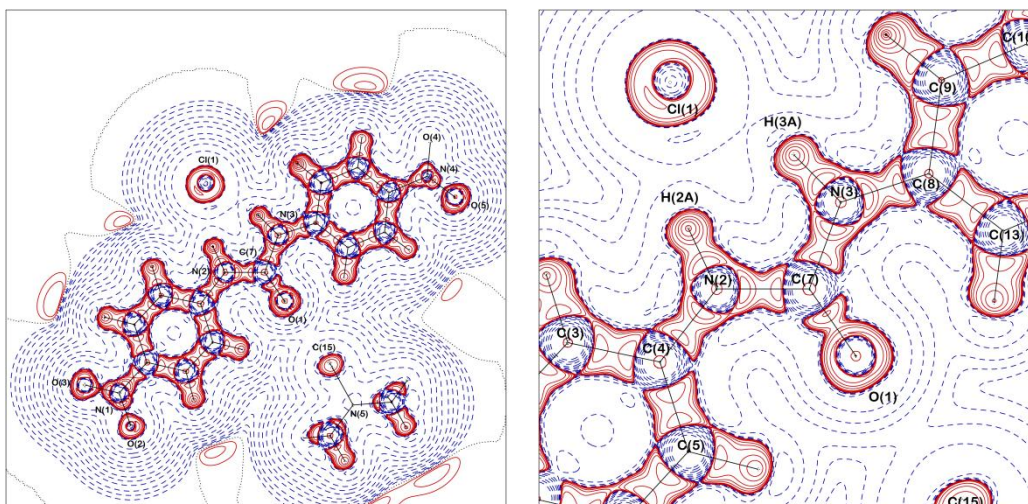 O(4)
Cl(1)
N(4)
O(5)
N(3)
C(7)
N(2)
O(1)
C(15)
O(3)
N(1)
N(5)
O(2)
C(9)
Cl(1)
H(3A)
C(8)
N(3)
H(2A)
C(13)
N(2)
C(7)
C(3)
C(4)
O(1)
C(5)